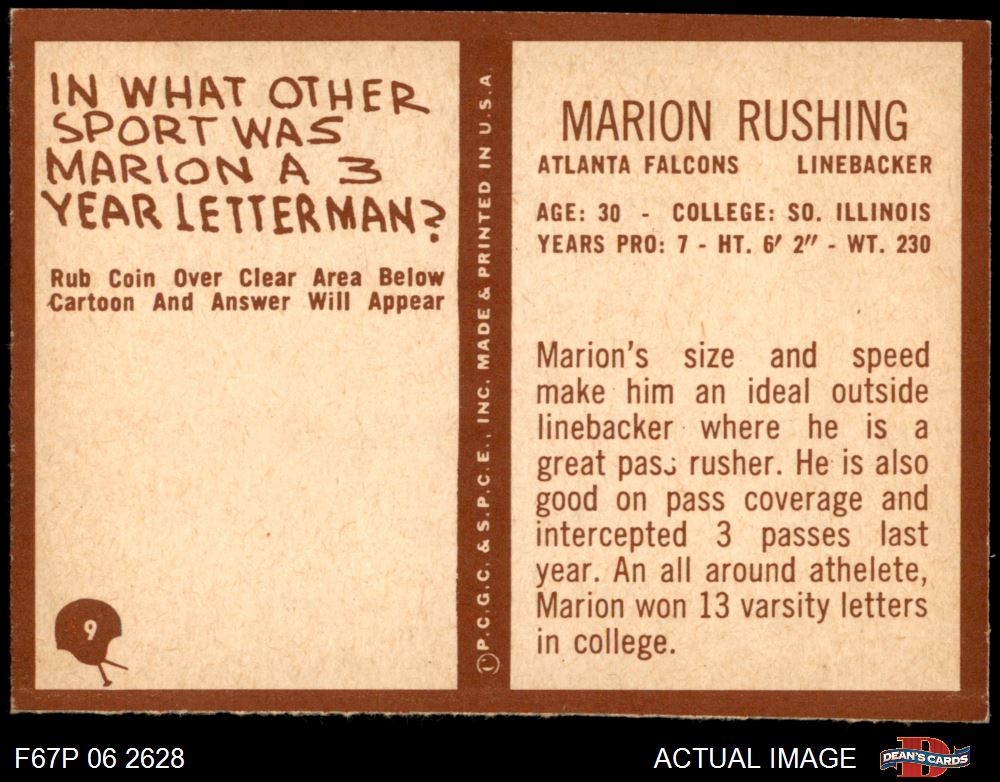 IN WHAT OTHER
SPORT WAS
MARION A 3
YEAR LETTERMAN?
Rub Coin Over Clear Area Below
Cartoon And Answer Will Appear
9
©P.C.G.C. & S.P.C.E., INC. MADE & PRINTED IN U.S.A
MARION RUSHING
ATLANTA FALCONS LINEBACKER
AGE: 30 - COLLEGE: SO. ILLINOIS
YEARS PRO: 7 - HT. 6′ 2″ - WT. 230
Marion's size and speed
make him an ideal outside
linebacker where he is a
great pass rusher. He is also
good on pass coverage and
intercepted 3 passes last
year. An all around athelete,
Marion won 13 varsity letters
in college.
F67P 06 2628
ACTUAL IMAGE
DEAN'S CARDS